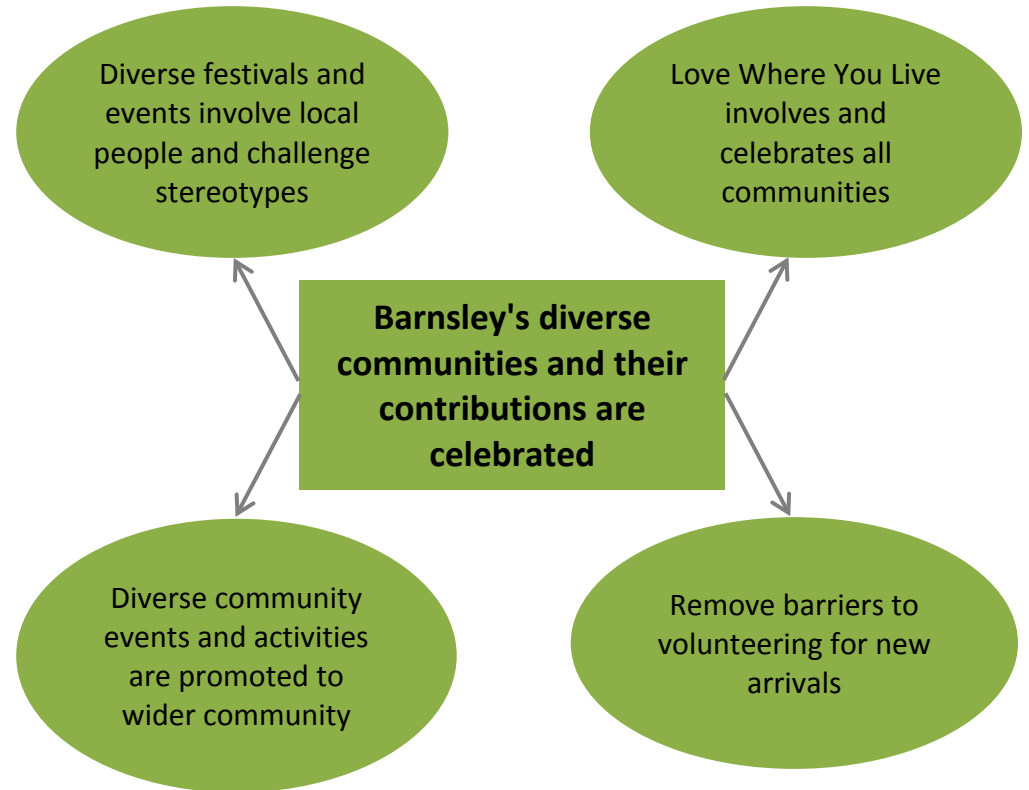 Diverse festivals and
events involve local
people and challenge
stereotypes
Love Where You Live
involves and
celebrates all
communities
Barnsley's diverse
communities and their
contributions are
celebrated
Diverse community
events and activities
are promoted to
wider community
Remove barriers to
volunteering for new
arrivals